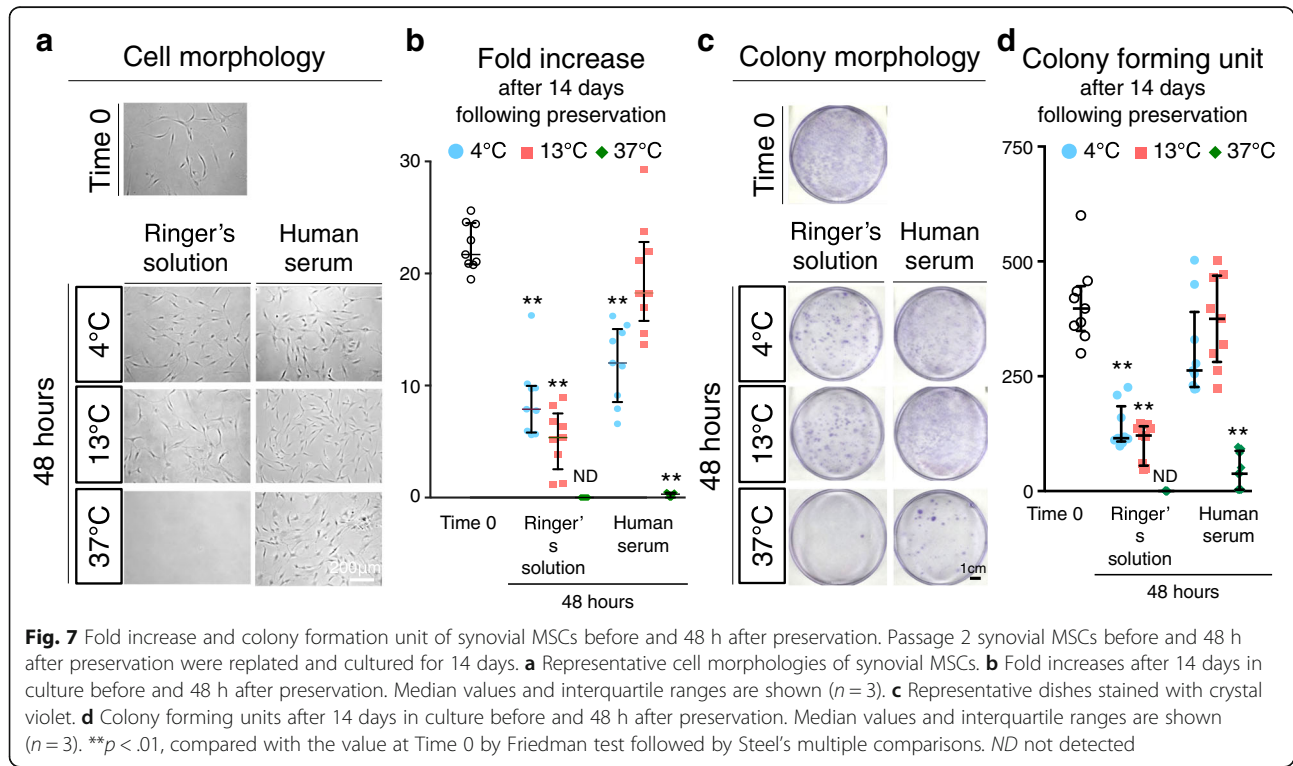 a
Cell morphology
Time 0
Ringer's
solution
Human
serum
48 hours
4°C
13°C
37°C
200µm
b
Fold increase
after 14 days
following preservation
4°C 13°C 37°C
30
20
10
0
**
**
**
ND
**
Time 0
Ringer'
s
solution
Human
serum
48 hours
c
Colony morphology
Time 0
Ringer's
solution
Human
serum
48 hours
4°C
13°C
37°C
1cm
d
Colony forming unit
after 14 days
following preservation
4°C 13°C 37°C
750
500
250
0
**
**
ND
**
Time 0
Ringer'
s
solution
Human
serum
48 hours
Fig. 7 Fold increase and colony formation unit of synovial MSCs before and 48 h after preservation. Passage 2 synovial MSCs before and 48 h
after preservation were replated and cultured for 14 days. a Representative cell morphologies of synovial MSCs. b Fold increases after 14 days in
culture before and 48 h after preservation. Median values and interquartile ranges are shown (n = 3). c Representative dishes stained with crystal
violet. d Colony forming units after 14 days in culture before and 48 h after preservation. Median values and interquartile ranges are shown
(n = 3). **p < .01, compared with the value at Time 0 by Friedman test followed by Steel's multiple comparisons. ND not detected